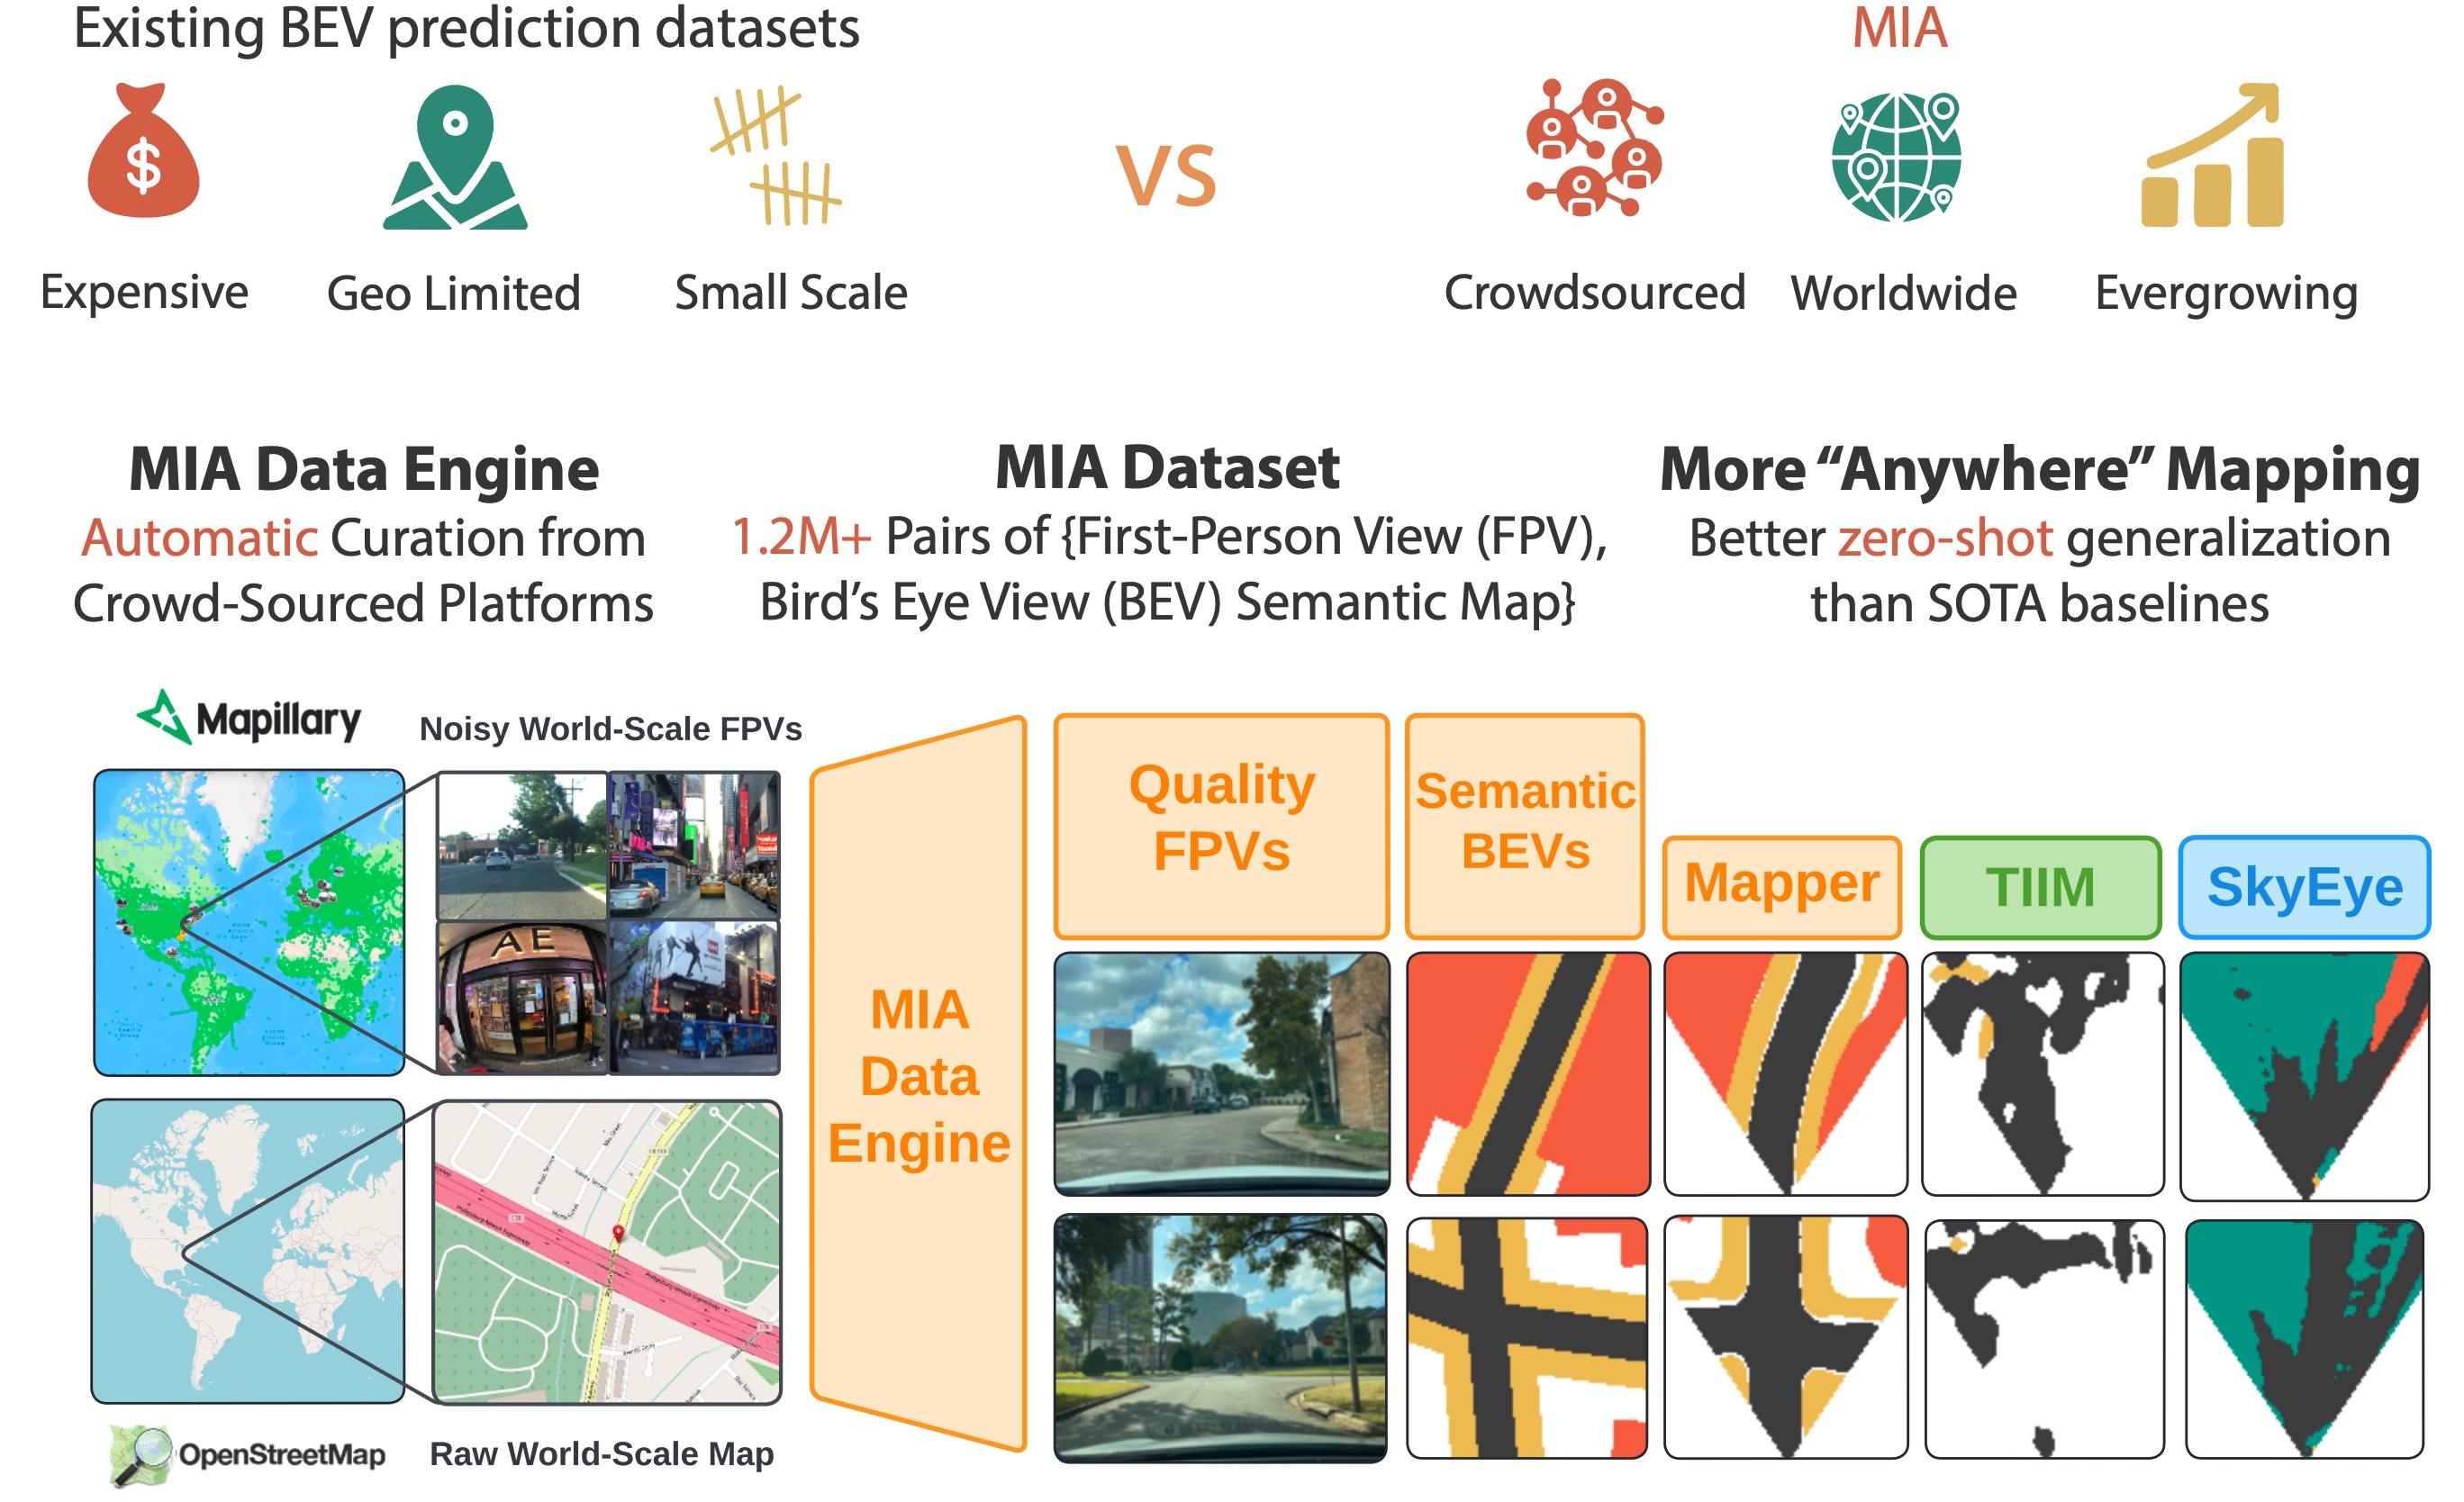 Existing BEV prediction datasets
MIA
$
VS
Expensive
Geo Limited
Small Scale
Crowdsourced
Worldwide
Evergrowing
MIA Data Engine
Automatic Curation from
Crowd-Sourced Platforms
MIA Dataset
1.2M+ Pairs of {First-Person View (FPV),
Bird's Eye View (BEV) Semantic Map}
More “Anywhere” Mapping
Better zero-shot generalization
than SOTA baselines
Mapillary
Noisy World-Scale FPVs
AE
MIA
Data
Engine
Quality
FPVs
Semantic
BEVs
Mapper
TIIM
SkyEye
OpenStreetMap
Raw World-Scale Map